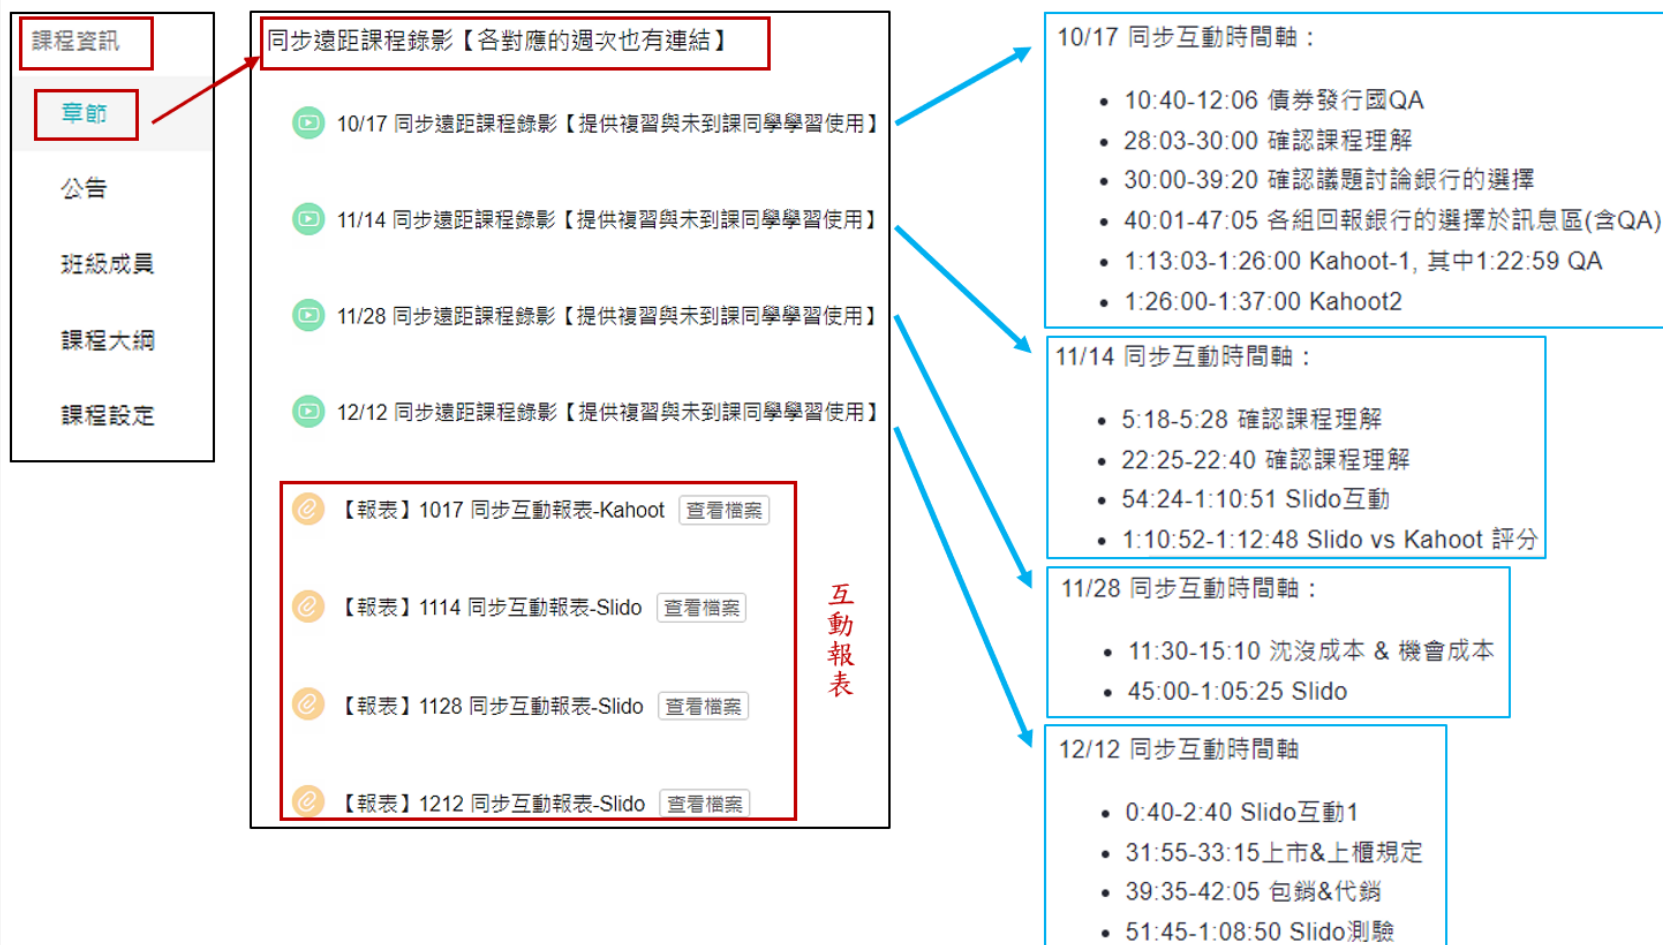 課程資訊
章節
公告
班級成員
課程大綱
課程設定
同步遠距課程錄影【各對應的週次也有連結】
10/17 同步遠距課程錄影【提供複習與未到課同學學習使用】
11/14 同步遠距課程錄影【提供複習與未到課同學學習使用】
11/28 同步遠距課程錄影【提供複習與未到課同學學習使用】
12/12 同步遠距課程錄影【提供複習與未到課同學學習使用】
【報表】1017 同步互動報表-Kahoot 查看檔案
【報表】1114 同步互動報表-Slido 查看檔案
【報表】1128 同步互動報表-Slido 查看檔案
【報表】1212 同步互動報表-Slido 查看檔案
互動報表
10/17 同步互動時間軸：
• 10:40-12:06 債券發行國QA
• 28:03-30:00 確認課程理解
• 30:00-39:20 確認議題討論銀行的選擇
• 40:01-47:05 各組回報銀行的選擇於訊息區(含QA)
• 1:13:03-1:26:00 Kahoot-1, 其中1:22:59 QA
• 1:26:00-1:37:00 Kahoot2
11/14 同步互動時間軸：
• 5:18-5:28 確認課程理解
• 22:25-22:40 確認課程理解
• 54:24-1:10:51 Slido互動
• 1:10:52-1:12:48 Slido vs Kahoot 評分
11/28 同步互動時間軸：
• 11:30-15:10 沈沒成本 & 機會成本
• 45:00-1:05:25 Slido
12/12 同步互動時間軸
• 0:40-2:40 Slido互動1
• 31:55-33:15上市&上櫃規定
• 39:35-42:05 包銷&代銷
• 51:45-1:08:50 Slido測驗